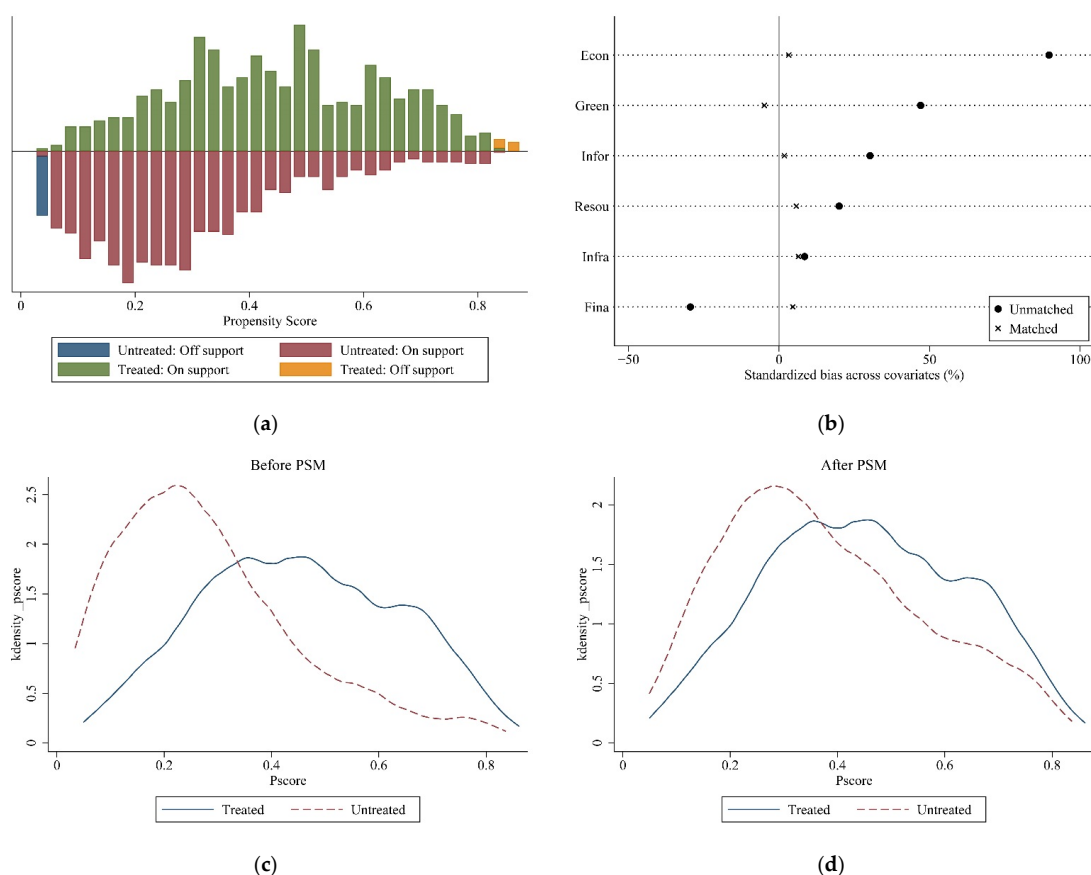 0 0.2 0.4 0.6 0.8
Propensity Score
Untreated: Off support Untreated: On support
Treated: On support Treated: Off support
(a)
Econ
Green
Infor
Resou
Infra
Fina
Unmatched
Matched
−50 0 50 100
Standardized bias across covariates (%)
(b)
Before PSM
kdensity _pscore
2.5
2
1.5
1
0.5
0
0 0.2 0.4 0.6 0.8
Pscore
Treated Untreated
(c)
After PSM
kdensity _pscore
2
1.5
1
0.5
0
0 0.2 0.4 0.6 0.8
Pscore
Treated Untreated
(d)